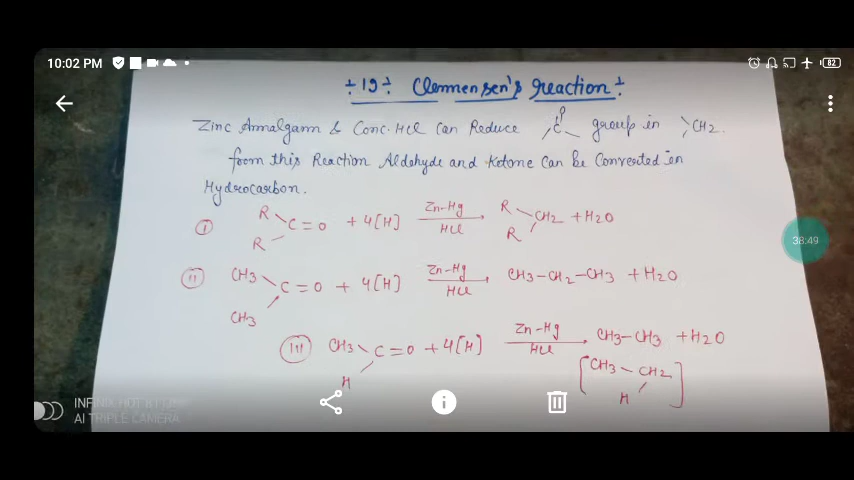 10:02 PM
82
÷ 19 ÷ Clemmensen's reaction ÷
Zinc Amalgam & Conc. HCl Can Reduce C=O group in >CH2.
from this Reaction Aldehyde and Ketone Can be Converted in
Hydrocarbon.
(i) R R C=O + 4[H] Zn-Hg HCl R R CH2 + H2O
38:49
(ii) CH3 CH3 C=O + 4[H] Zn-Hg HCl CH3-CH2-CH3 + H2O
(iii) CH3 H C=O + 4[H] Zn-Hg HCl CH3-CH3 + H2O
[CH3-CH2 H]
INFINIX HOT
AI TRIPLE CAMERA